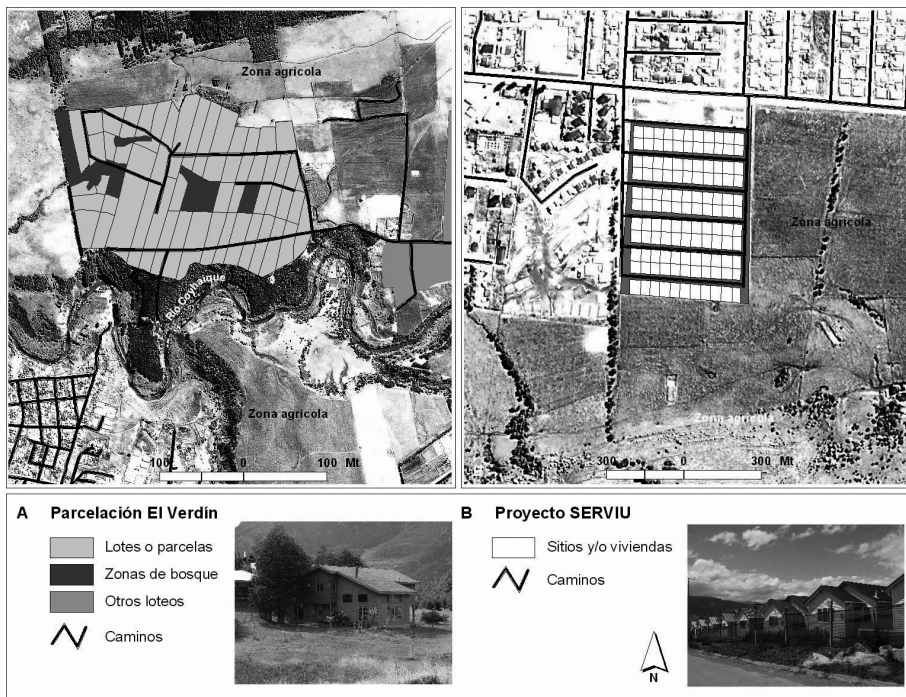 A
Zona agrícola
Río Coyhaique
Zona agrícola
100 0 100 Mt
Zona agrícola
Zona agrícola
B
300 0 300 Mt
A Parcelación El Verdín
Lotes o parcelas
Zonas de bosque
Otros loteos
Caminos
B Proyecto SERVIU
Sitios y/o viviendas
Caminos
N